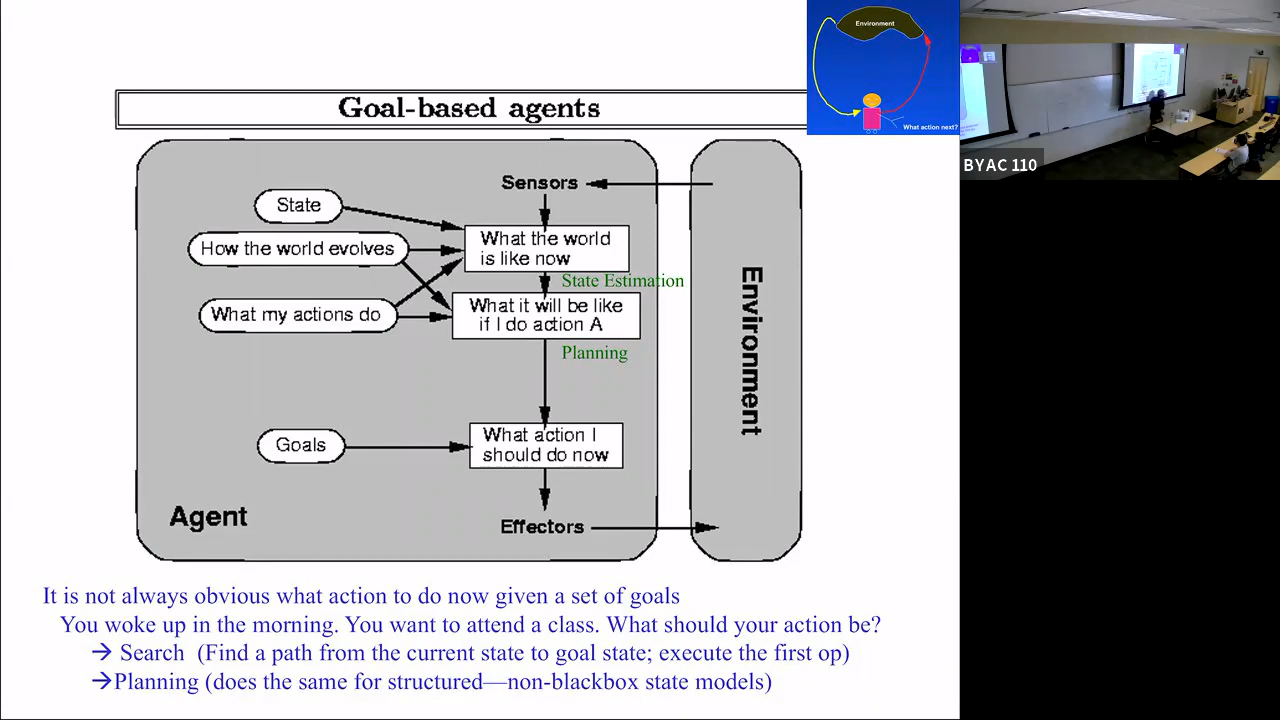 Environment
What action next?
BYAC 110
Goal-based agents
Sensors
State
How the world evolves
What my actions do
What the world
is like now
State Estimation
What it will be like
if I do action A
Planning
Goals
What action I
should do now
Agent
Effectors
Environment
It is not always obvious what action to do now given a set of goals
You woke up in the morning. You want to attend a class. What should your action be?
→ Search (Find a path from the current state to goal state; execute the first op)
→Planning (does the same for structured—non-blackbox state models)